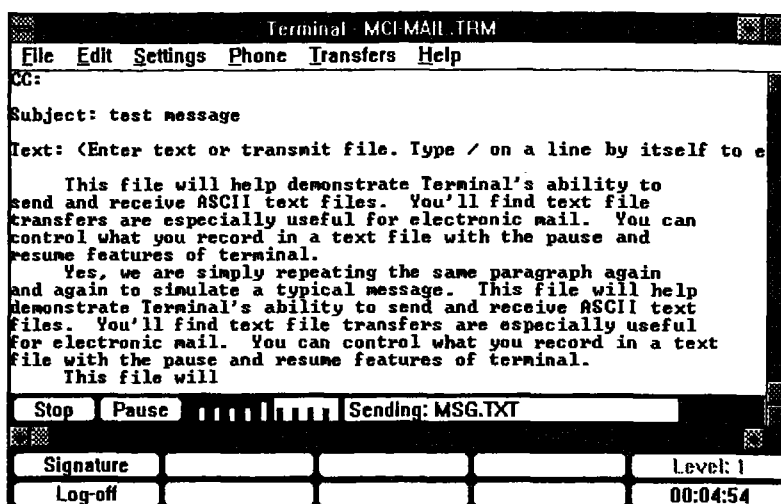 Terminal - MCI-MAIL.TRM
File Edit Settings Phone Transfers Help
CC:
Subject: test message
Text: (Enter text or transmit file. Type / on a line by itself to e
This file will help demonstrate Terminal's ability to
send and receive ASCII text files. You'll find text file
transfers are especially useful for electronic mail. You can
control what you record in a text file with the pause and
resume features of terminal.
Yes, we are simply repeating the same paragraph again
and again to simulate a typical message. This file will help
demonstrate Terminal's ability to send and receive ASCII text
files. You'll find text file transfers are especially useful
for electronic mail. You can control what you record in a text
file with the pause and resume features of terminal.
This file will
Stop Pause Sending: MSG.TXT
Signature Level: 1
Log-off 00:04:54